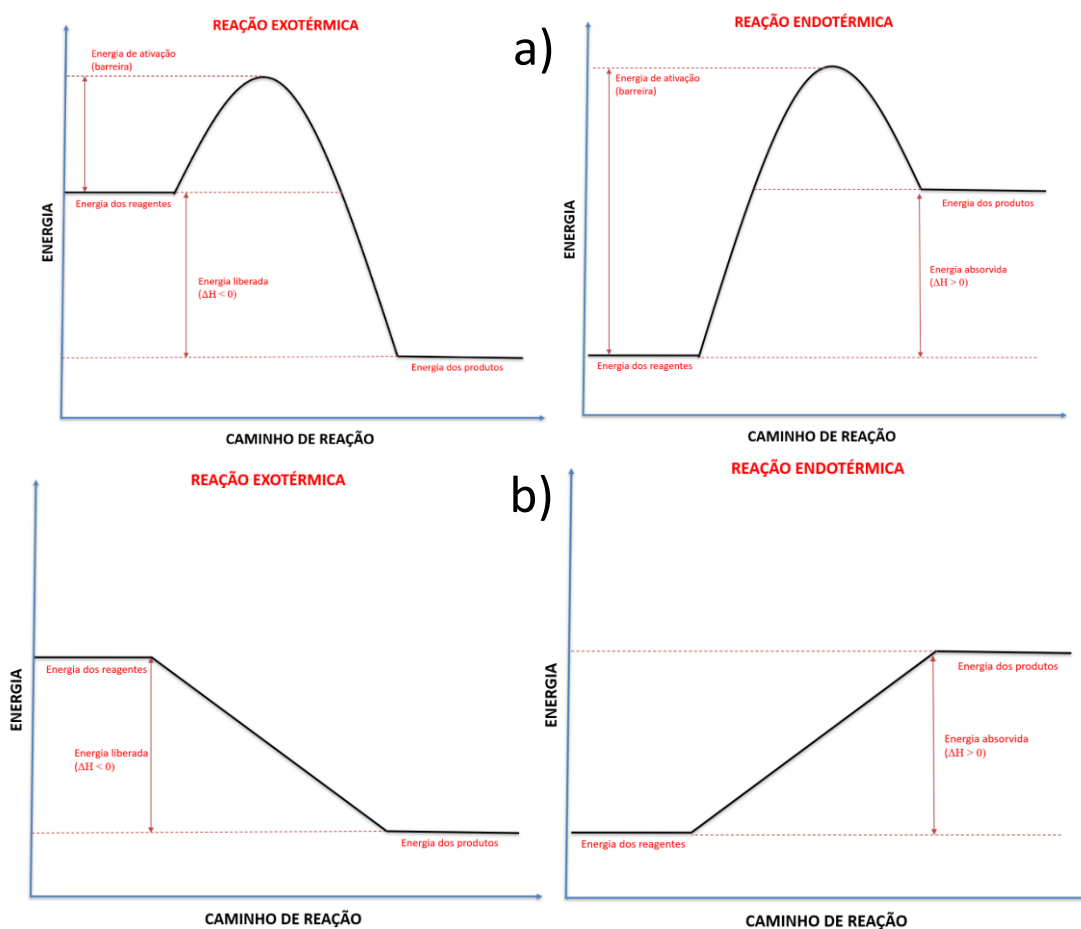 REAÇÃO EXOTÉRMICA
Energia de ativação
(barreira)
Energia dos reagentes
Energia liberada
(ΔH < 0)
Energia dos produtos
ENERGIA
CAMINHO DE REAÇÃO
a)
REAÇÃO ENDOTÉRMICA
Energia de ativação
(barreira)
Energia dos produtos
Energia absorvida
(ΔH > 0)
Energia dos reagentes
ENERGIA
CAMINHO DE REAÇÃO
REAÇÃO EXOTÉRMICA
Energia dos reagentes
Energia liberada
(ΔH < 0)
Energia dos produtos
ENERGIA
CAMINHO DE REAÇÃO
b)
REAÇÃO ENDOTÉRMICA
Energia dos produtos
Energia absorvida
(ΔH > 0)
Energia dos reagentes
ENERGIA
CAMINHO DE REAÇÃO